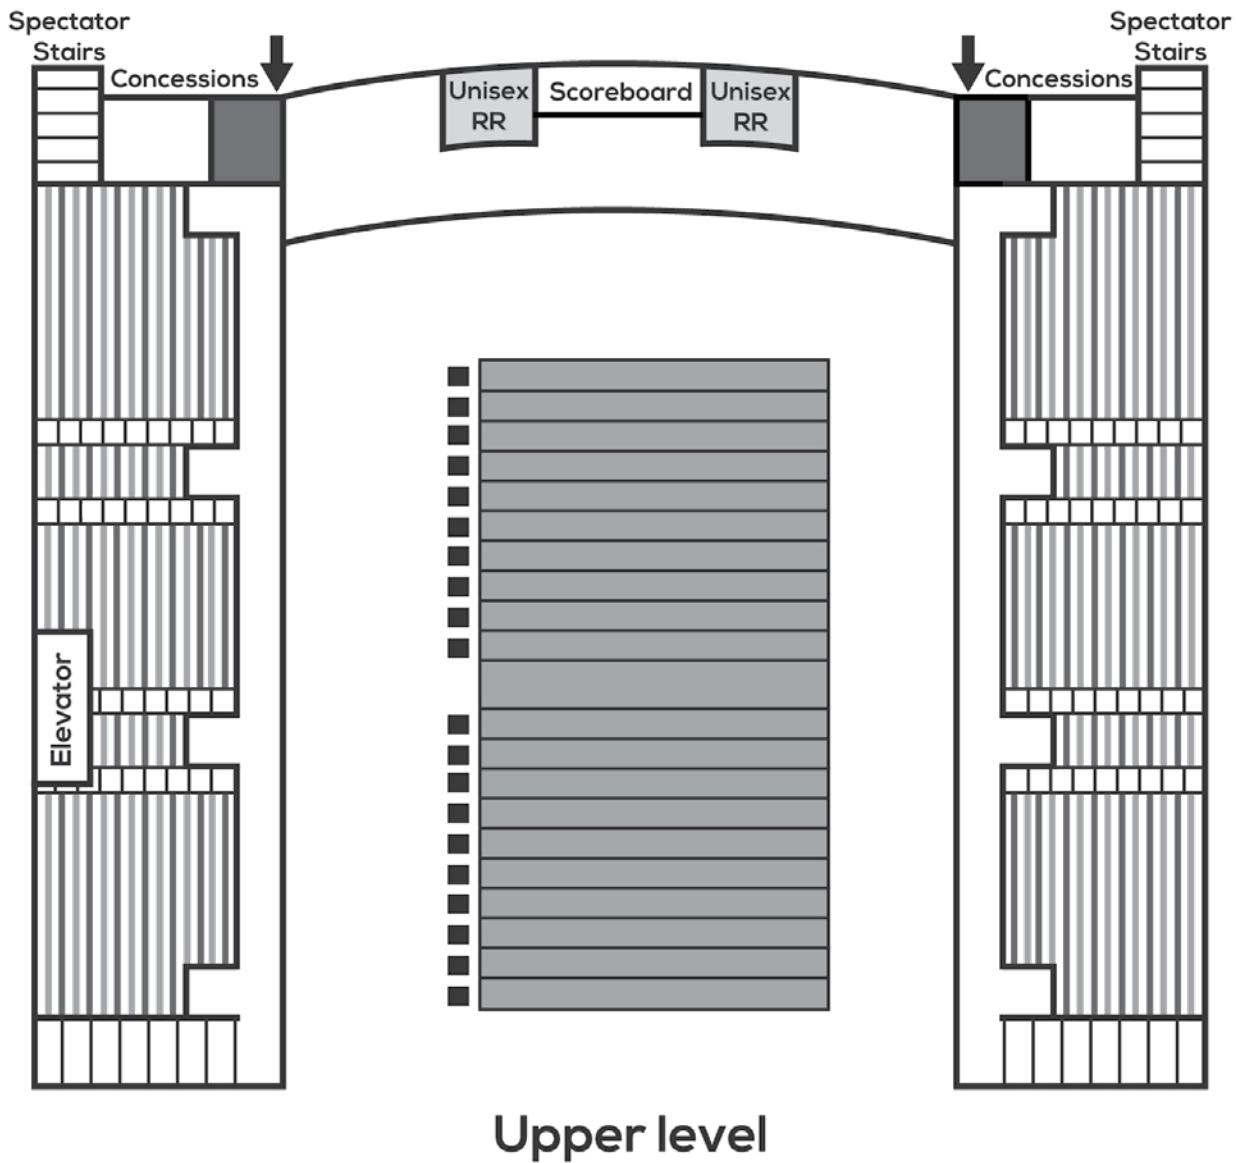 Spectator
Stairs
Concessions
Unisex
RR
Scoreboard
Unisex
RR
Concessions
Spectator
Stairs
Elevator
Upper level